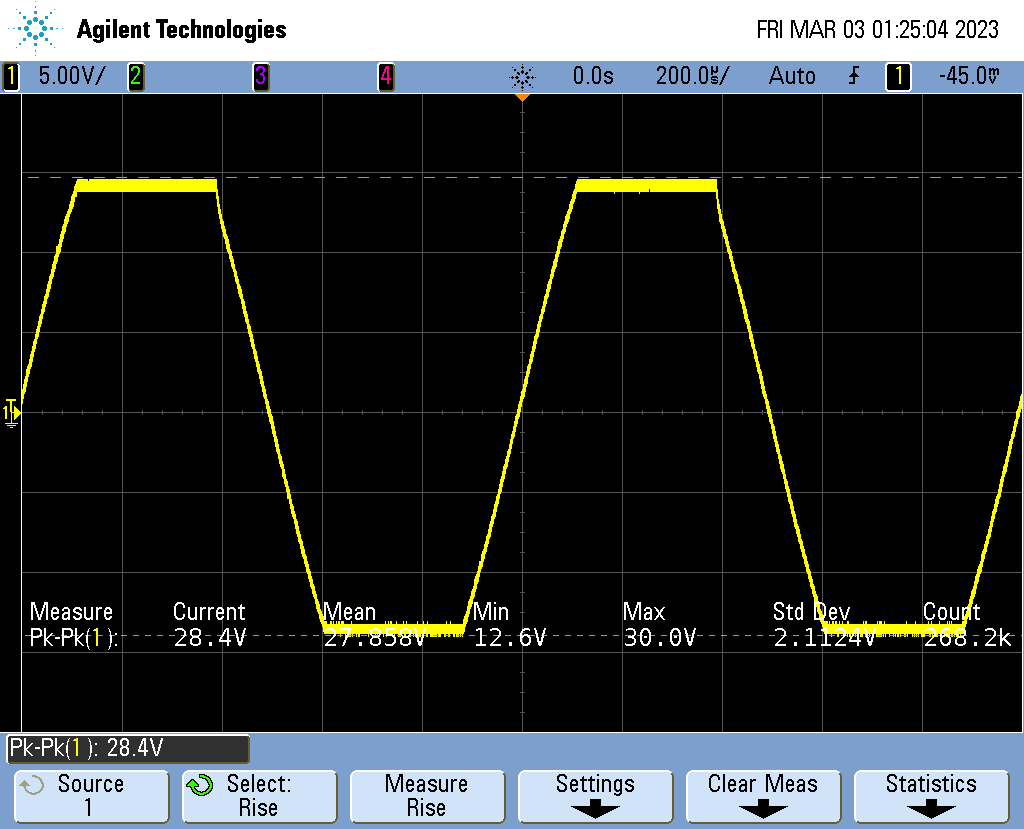 Agilent Technologies FRI MAR 03 01:25:04 2023
1 5.00V/ 2 3 4 0.0s 200.0㎲/ Auto 1 -45.0㎷
1 T
Measure Current Mean Min Max Std Dev Count
Pk-Pk(1): 28.4V 27.858V 12.6V 30.0V 2.1124V 268.2k
Pk-Pk(1): 28.4V
Source Select: Measure Settings Clear Meas Statistics
1 Rise Rise